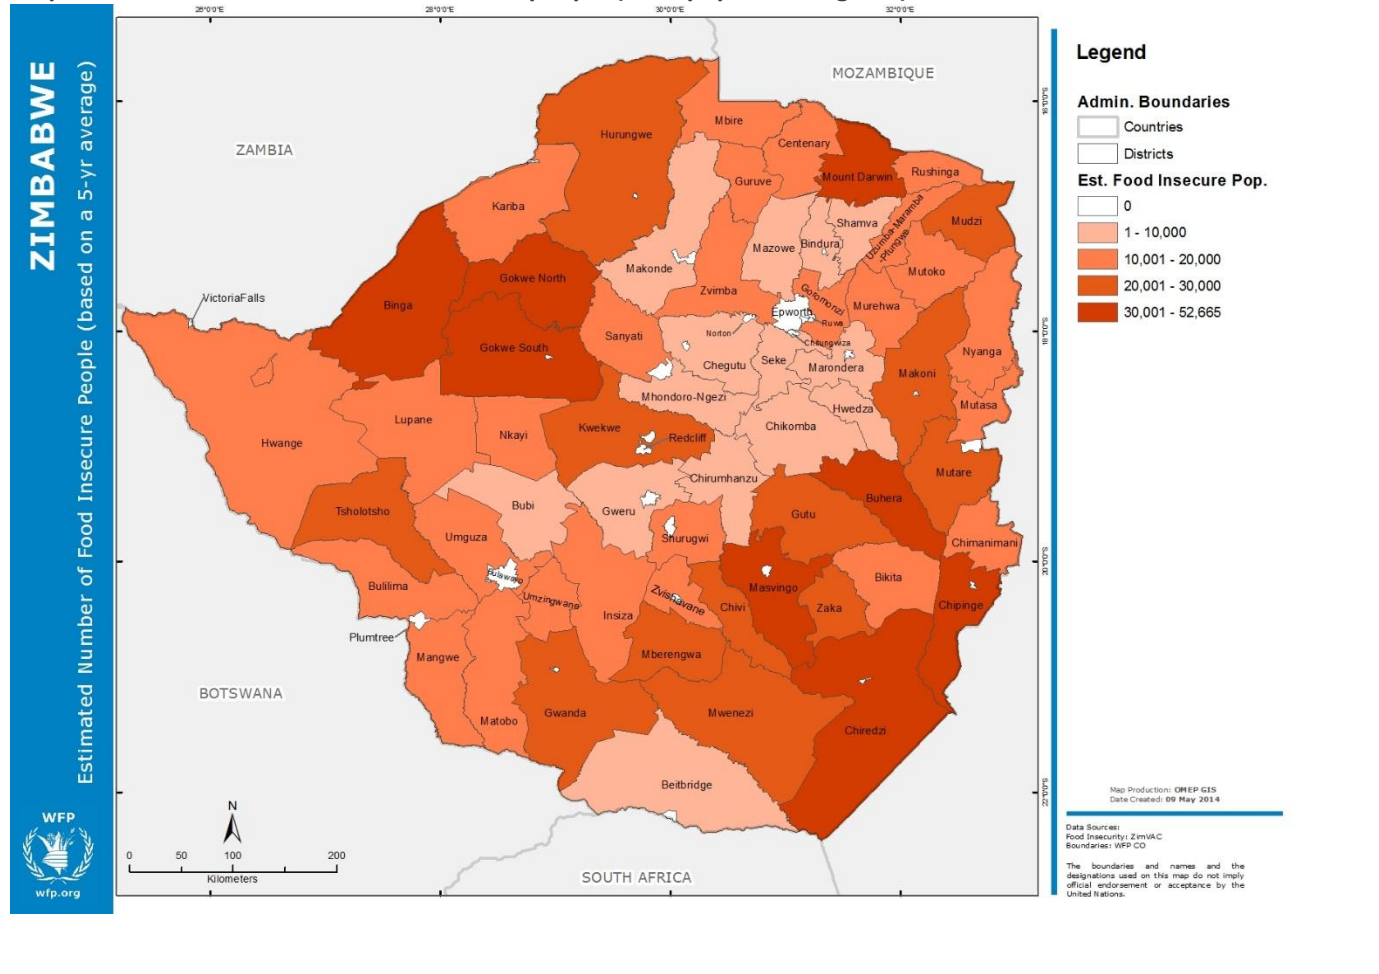 ZIMBABWE
Estimated Number of Food Insecure People (based on a 5-yr average)
WFP
wfp.org
26°0'0"E
28°0'0"E
30°0'0"E
32°0'0"E
MOZAMBIQUE
ZAMBIA
BOTSWANA
SOUTH AFRICA
Mbire
Hurungwe
Centenary
Mount Darwin
Rushinga
Guruve
Kariba
Shamva
Uzumba-Maramba
-Pfungwe
Mudzi
Mazowe
Bindura
Makonde
Mutoko
Gokwe North
Zvimba
Goromonzi
Murehwa
VictoriaFalls
Binga
Epworth
Ruwa
Sanyati
Norton
Chitungwiza
Gokwe South
Nyanga
Chegutu
Seke
Marondera
Makoni
Mhondoro-Ngezi
Hwedza
Mutasa
Lupane
Kwekwe
Nkayi
Redcliff
Chikomba
Hwange
Mutare
Chirumhanzu
Buhera
Tsholotsho
Bubi
Gweru
Gutu
Umguza
Shurugwi
Chimanimani
Bulawayo
Bulilima
Umzingwane
Zvishavane
Masvingo
Bikita
Insiza
Chivi
Zaka
Chipinge
Plumtree
Mangwe
Mberengwa
Matobo
Gwanda
Mwenezi
Chiredzi
Beitbridge
N
0 50 100 200
Kilometers
Legend
Admin. Boundaries
Countries
Districts
Est. Food Insecure Pop.
0
1 - 10,000
10,001 - 20,000
20,001 - 30,000
30,001 - 52,665
Map Production: OMEP GIS
Date Created: 09 May 2014
Data Sources:
Food Insecurity: ZimVAC
Boundaries: WFP CO
The boundaries and names and the
designations used on this map do not imply
official endorsement or acceptance by the
United Nations.